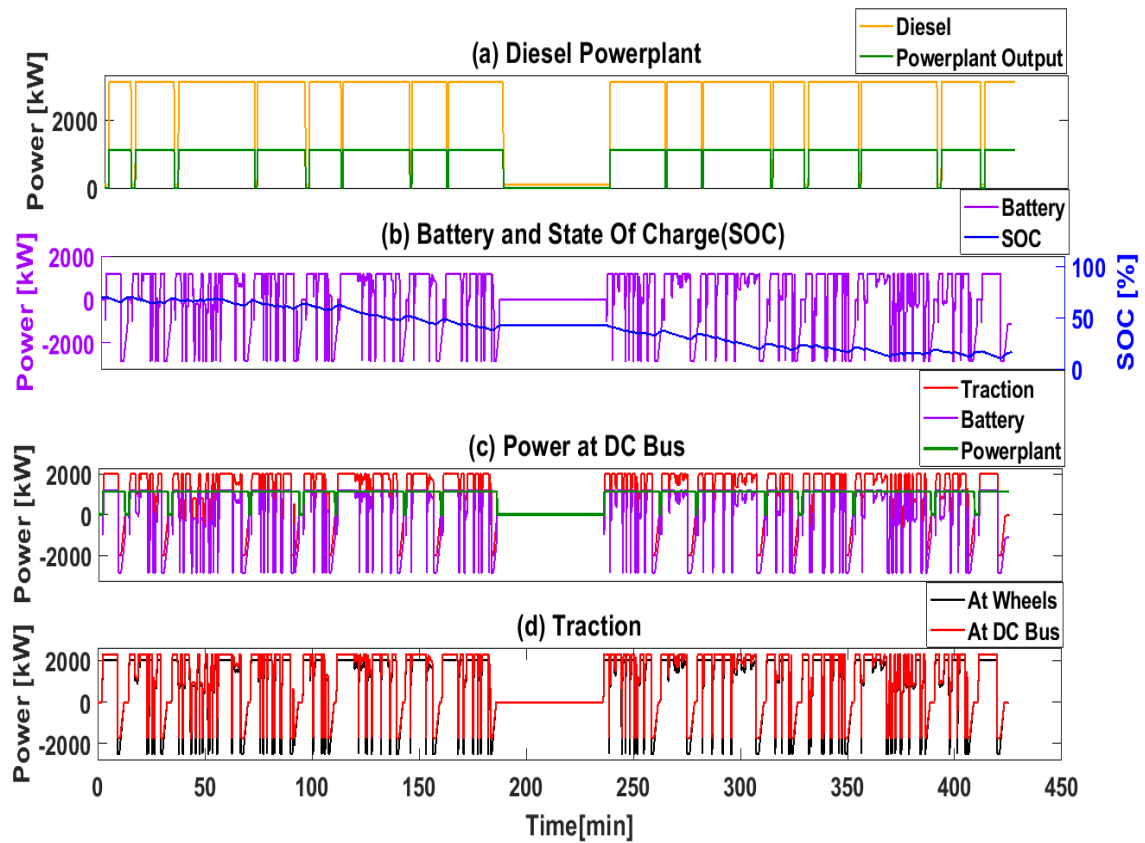 Diesel
Powerplant Output
(a) Diesel Powerplant
Power [kW]
2000
0
Battery
SOC
(b) Battery and State Of Charge(SOC)
Power [kW]
2000
0
-2000
100
50
0
SOC [%]
Traction
Battery
Powerplant
(c) Power at DC Bus
Power [kW]
2000
0
-2000
At Wheels
At DC Bus
(d) Traction
Power [kW]
2000
0
-2000
0 50 100 150 200 250 300 350 400 450
Time[min]